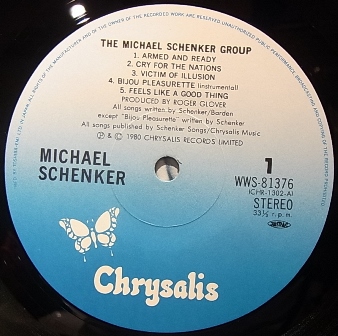 THE MICHAEL SCHENKER GROUP
1. ARMED AND READY
2. CRY FOR THE NATIONS
3. VICTIM OF ILLUSION
4. BIJOU PLEASURETTE (instrumental)
5. FEELS LIKE A GOOD THING
PRODUCED BY ROGER GLOVER
All songs written by Schenker/Barden
except "Bijou Pleasurette" written by Schenker
All songs published by Schenker Songs/Chrysalis Music
Ⓟ © 1980 CHRYSALIS RECORDS LIMITED
MICHAEL
SCHENKER
1
WWS-81376
(CHR-1302-A)
STEREO
33⅓ r.p.m.
Chrysalis